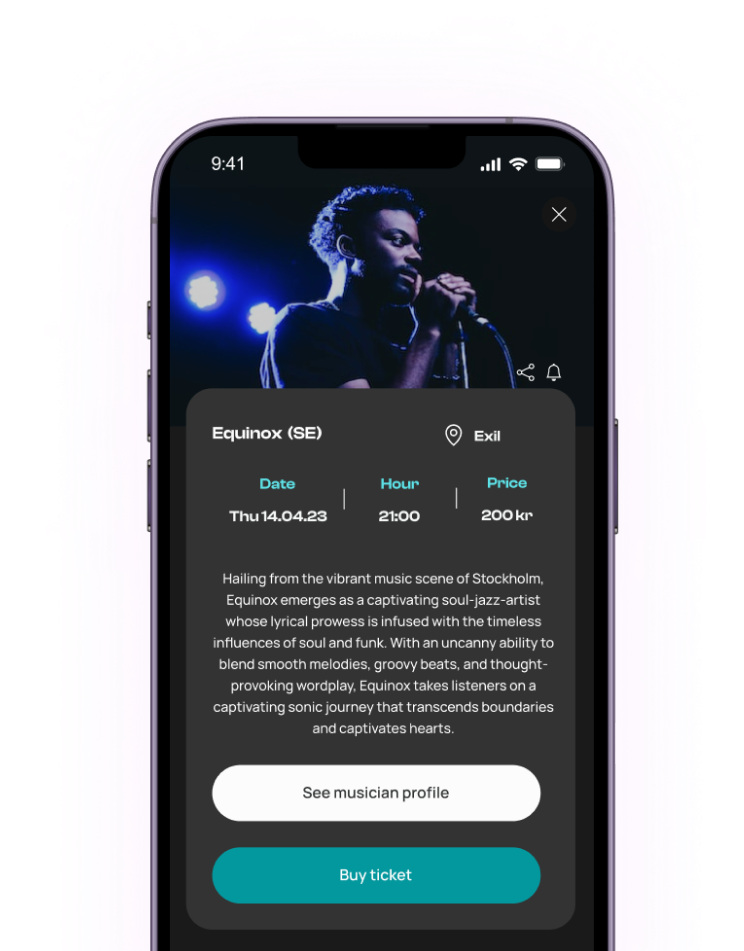 9:41
Equinox (SE)
Exil
Date
Hour
Price
Thu 14.04.23
21:00
200 kr
Hailing from the vibrant music scene of Stockholm,
Equinox emerges as a captivating soul-jazz-artist
whose lyrical prowess is infused with the timeless
influences of soul and funk. With an uncanny ability to
blend smooth melodies, groovy beats, and thought-
provoking wordplay, Equinox takes listeners on a
captivating sonic journey that transcends boundaries
and captivates hearts.
See musician profile
Buy ticket